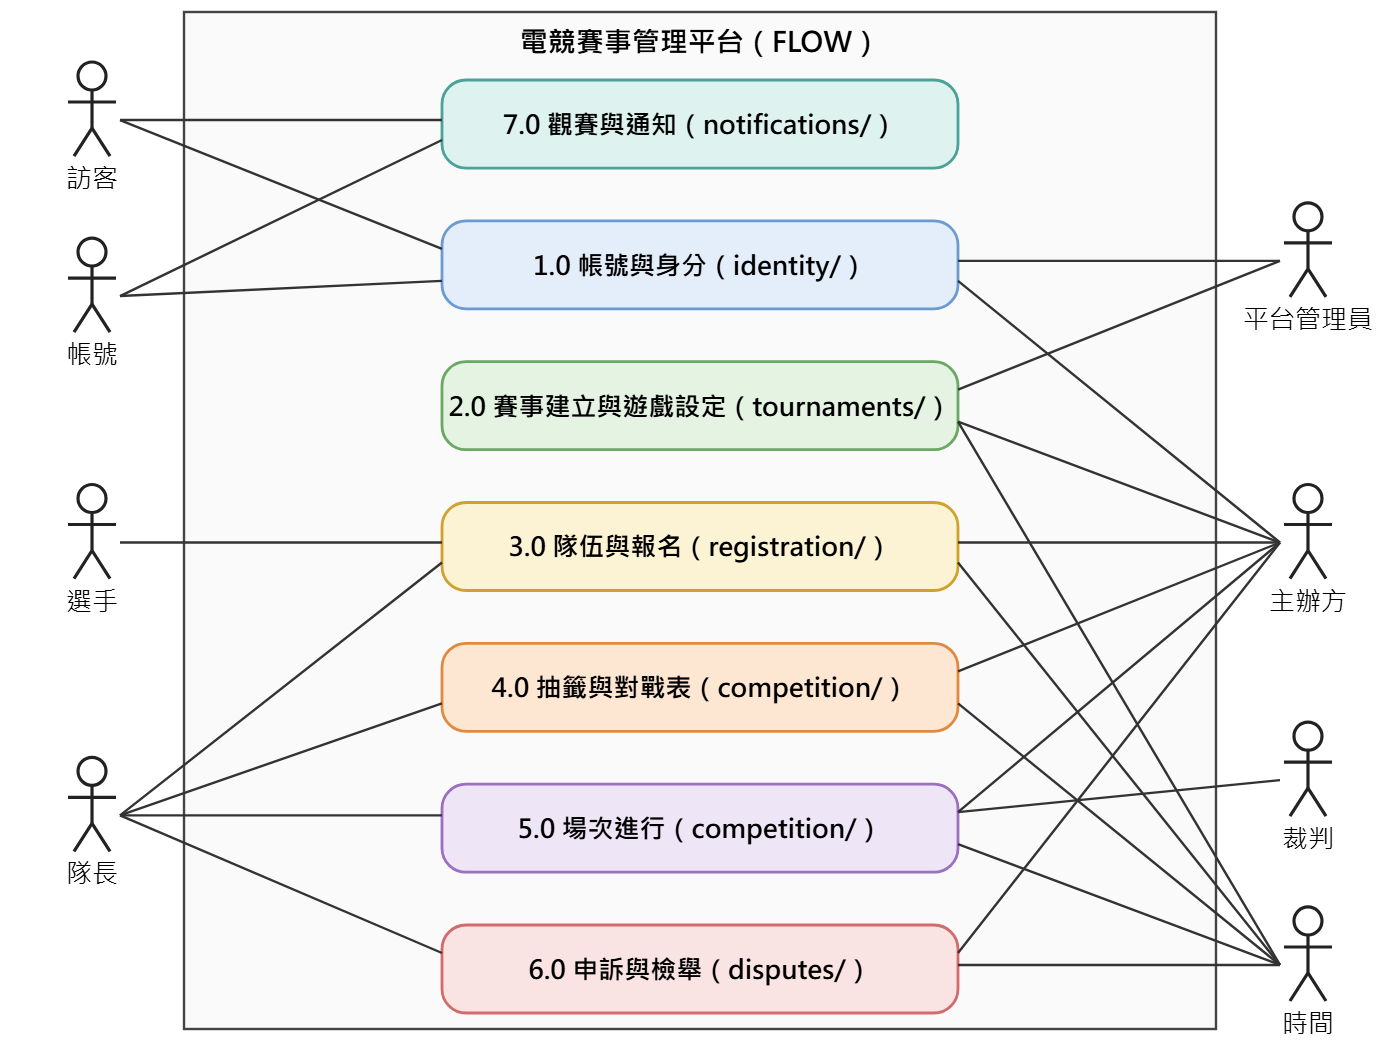 電競賽事管理平台（FLOW）
7.0 觀賽與通知（notifications/）
訪客
1.0 帳號與身分（identity/）
帳號
平台管理員
2.0 賽事建立與遊戲設定（tournaments/）
3.0 隊伍與報名（registration/）
選手
主辦方
4.0 抽籤與對戰表（competition/）
5.0 場次進行（competition/）
隊長
裁判
6.0 申訴與檢舉（disputes/）
時間